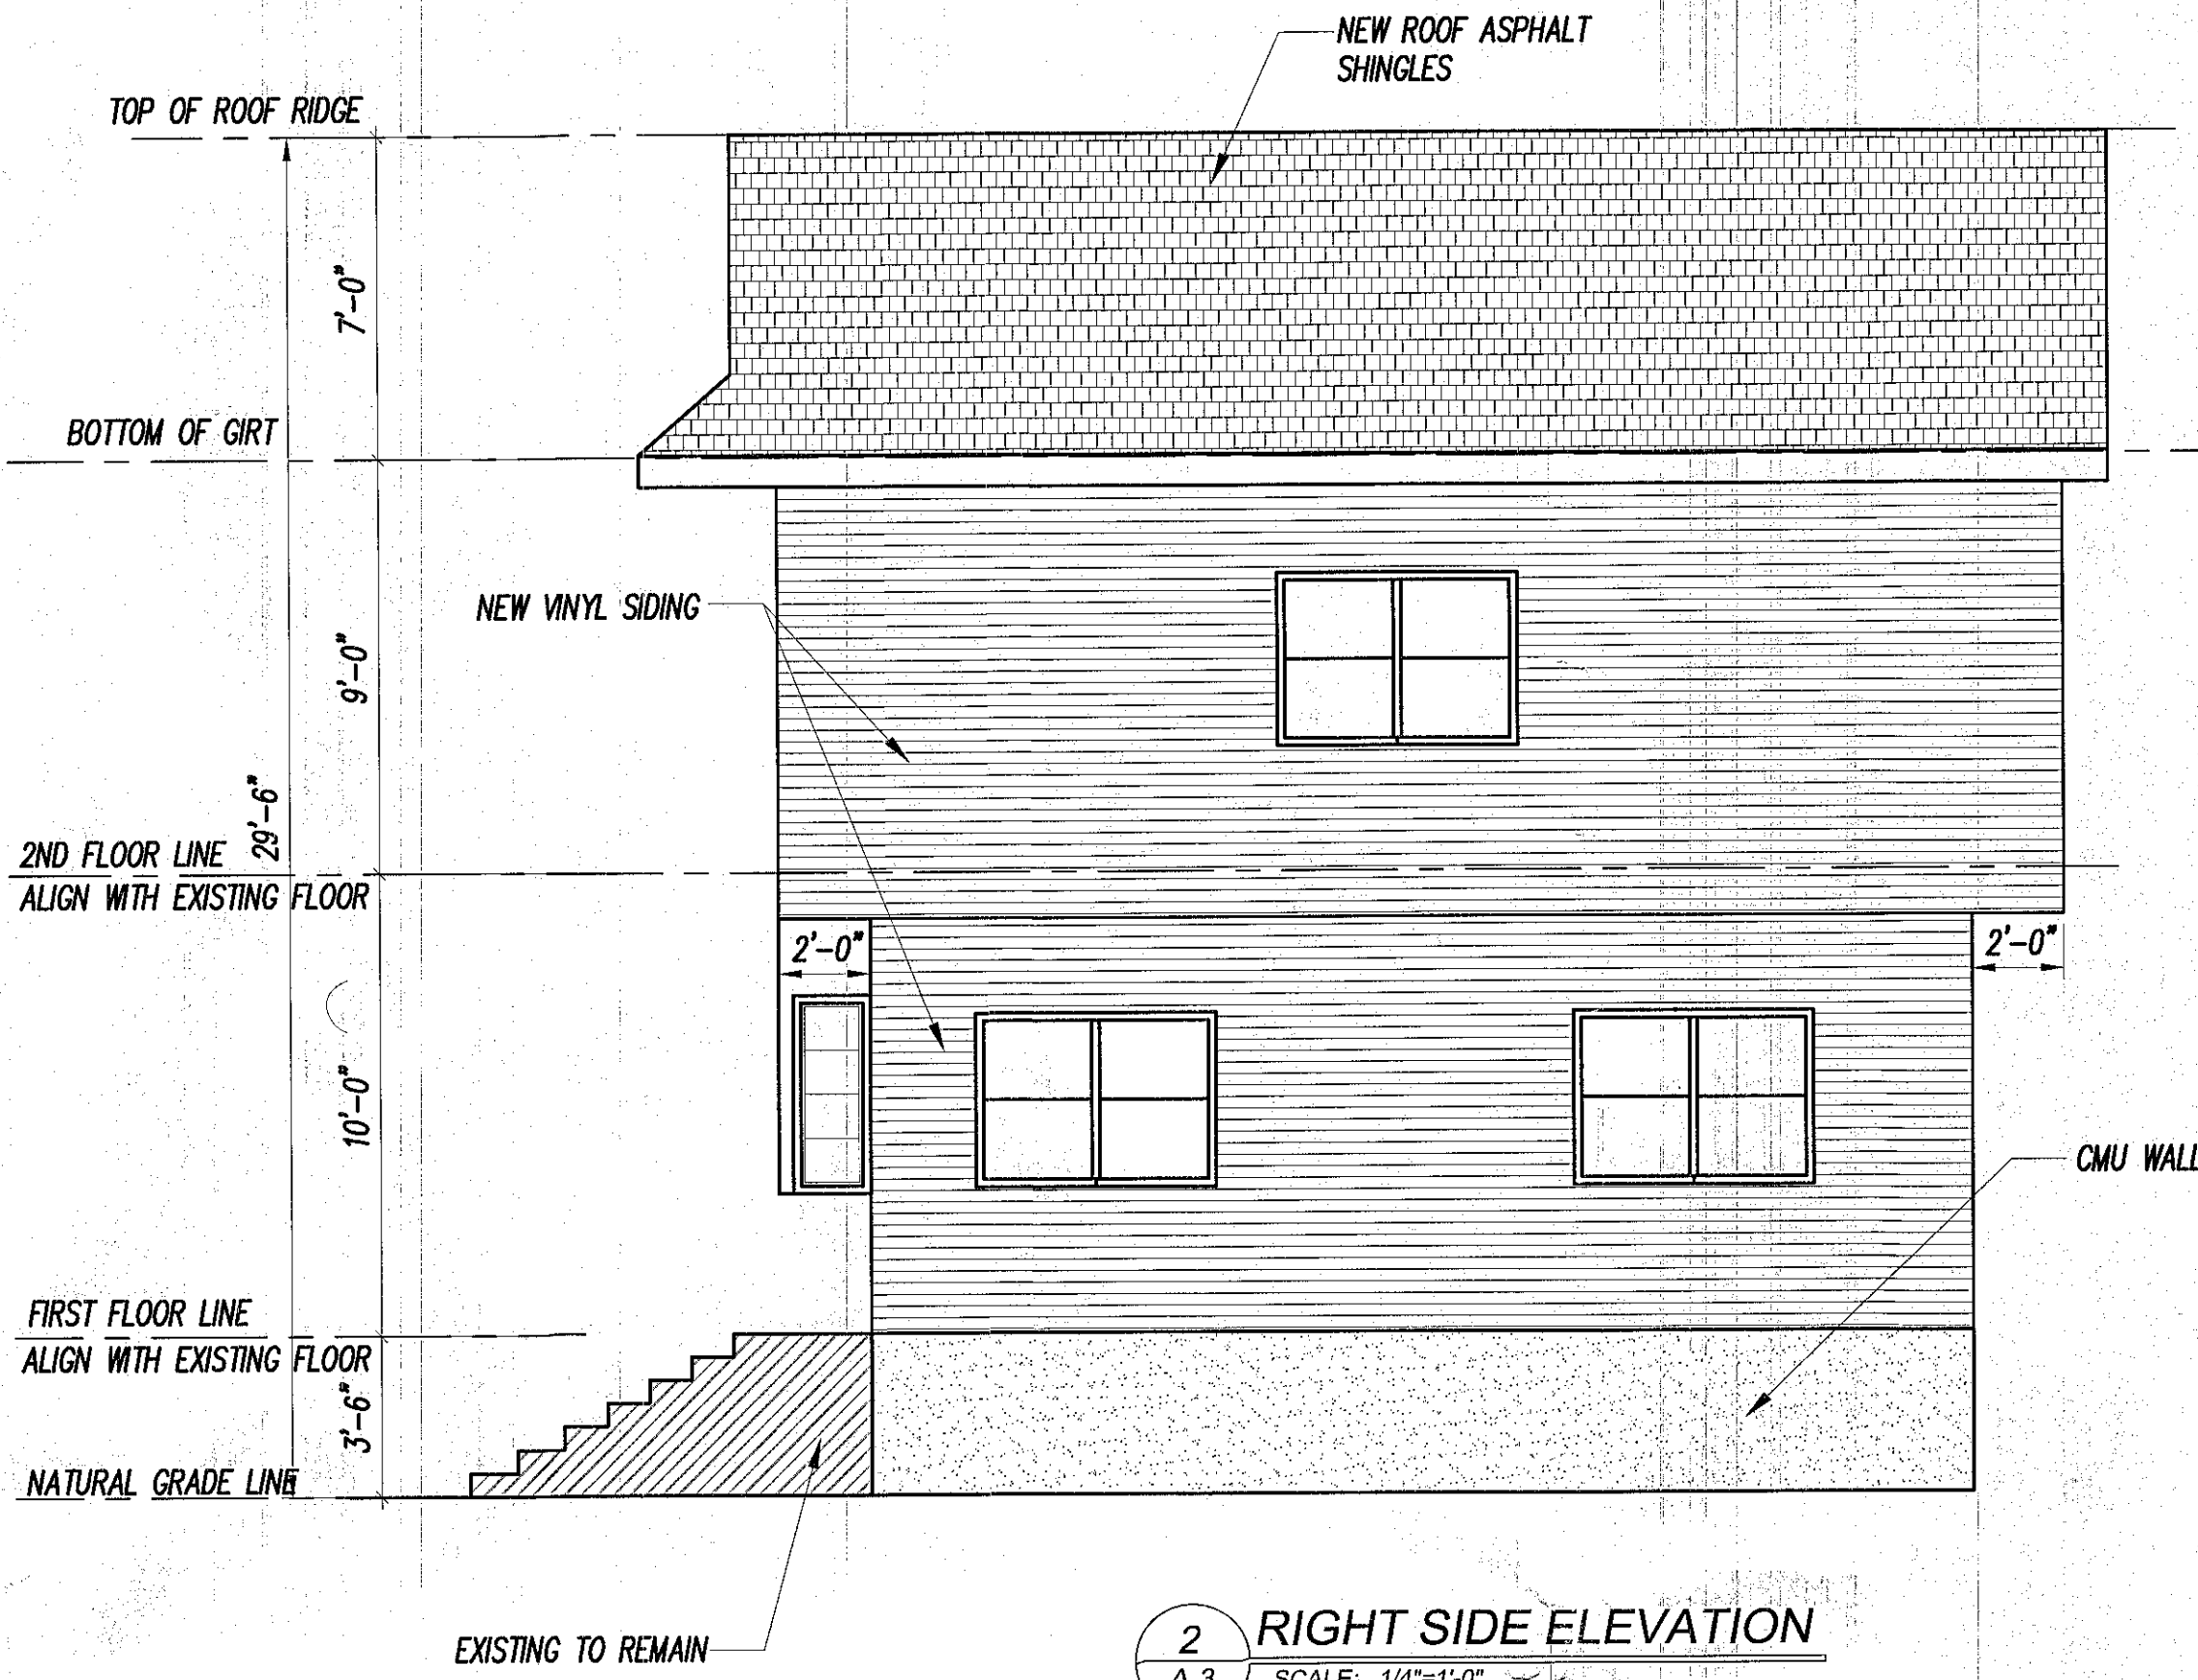 NEW ROOF ASPHALT
SHINGLES
TOP OF ROOF RIDGE
7'-0"
BOTTOM OF GIRT
NEW VINYL SIDING
9'-0"
29'-6"
2ND FLOOR LINE
ALIGN WITH EXISTING FLOOR
2'-0"
2'-0"
10'-0"
CMU WALL
FIRST FLOOR LINE
ALIGN WITH EXISTING FLOOR
3'-6"
NATURAL GRADE LINE
EXISTING TO REMAIN
2
A.3
RIGHT SIDE ELEVATION
SCALE: 1/4"=1'-0"